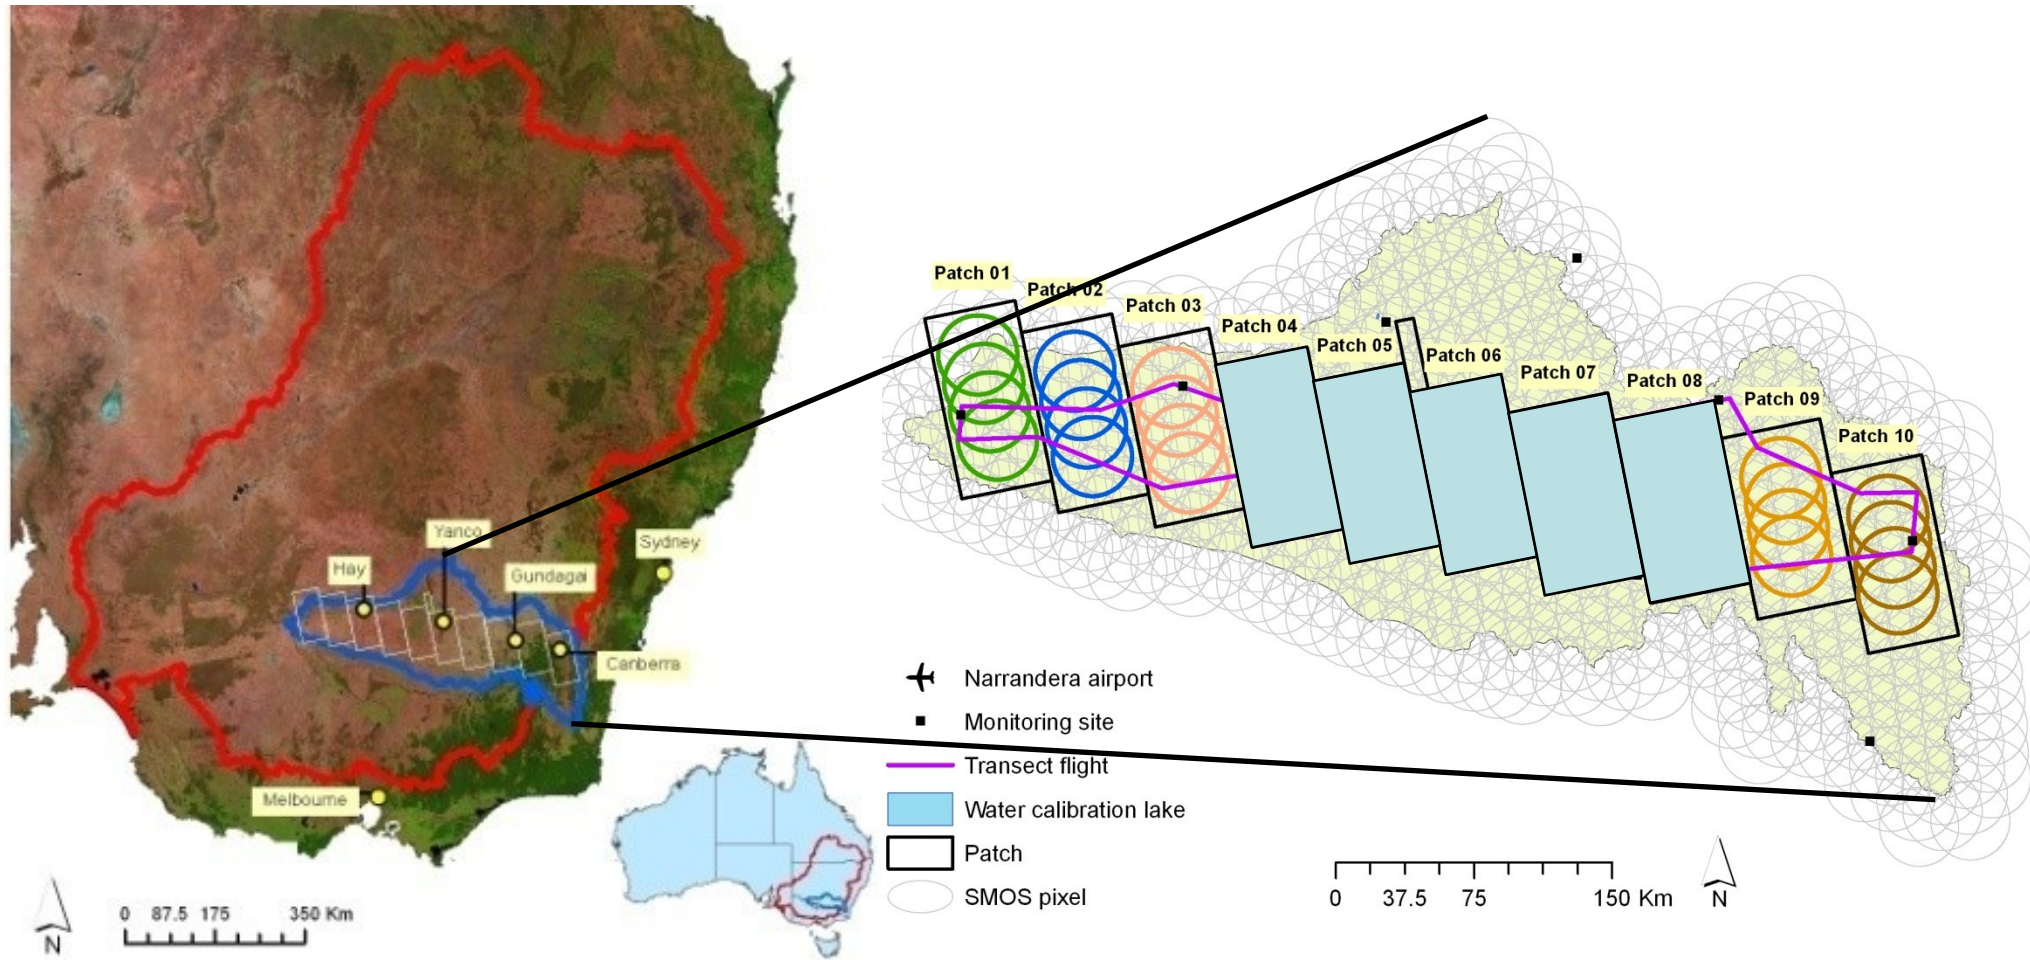 Patch 01
Patch 02
Patch 03
Patch 04
Patch 05
Patch 06
Patch 07
Patch 08
Patch 09
Patch 10
Yanco
Hay
Gundagai
Sydney
Canberra
Melbourne
Narrandera airport
Monitoring site
Transect flight
Water calibration lake
Patch
SMOS pixel
N
0 87.5 175 350 Km
0 37.5 75 150 Km
N